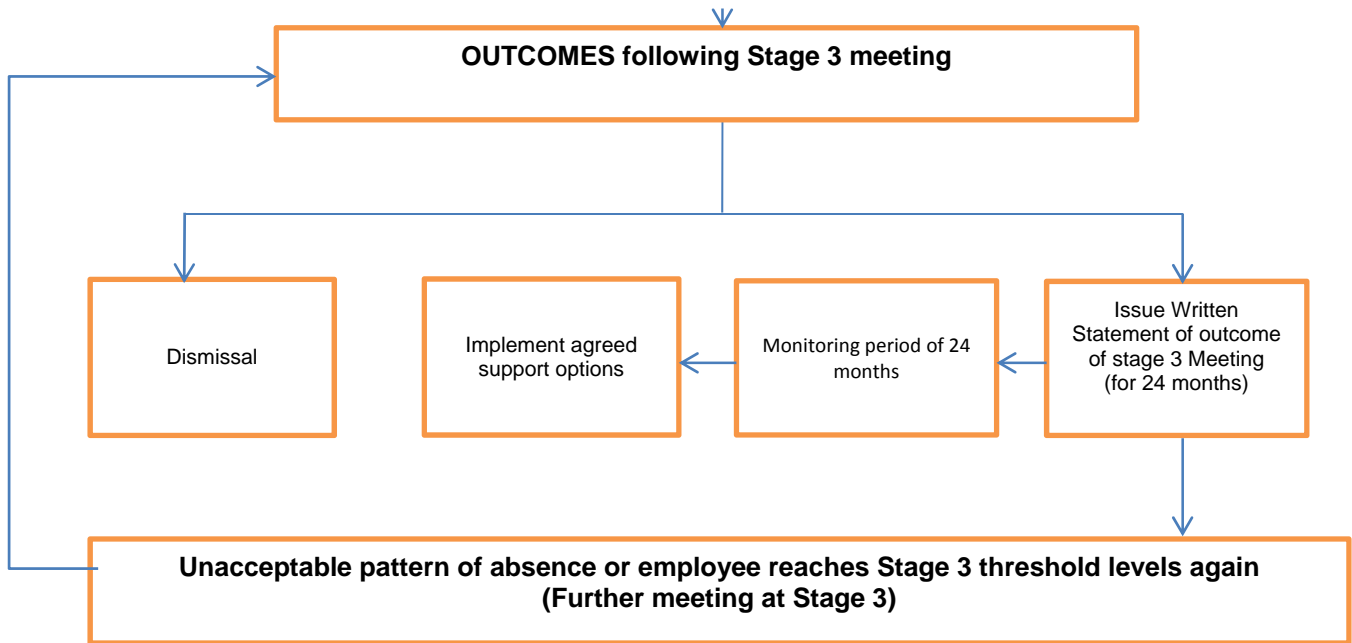 OUTCOMES following Stage 3 meeting
Dismissal
Implement agreed
support options
Monitoring period of 24
months
Issue Written
Statement of outcome
of stage 3 Meeting
(for 24 months)
Unacceptable pattern of absence or employee reaches Stage 3 threshold levels again
(Further meeting at Stage 3)